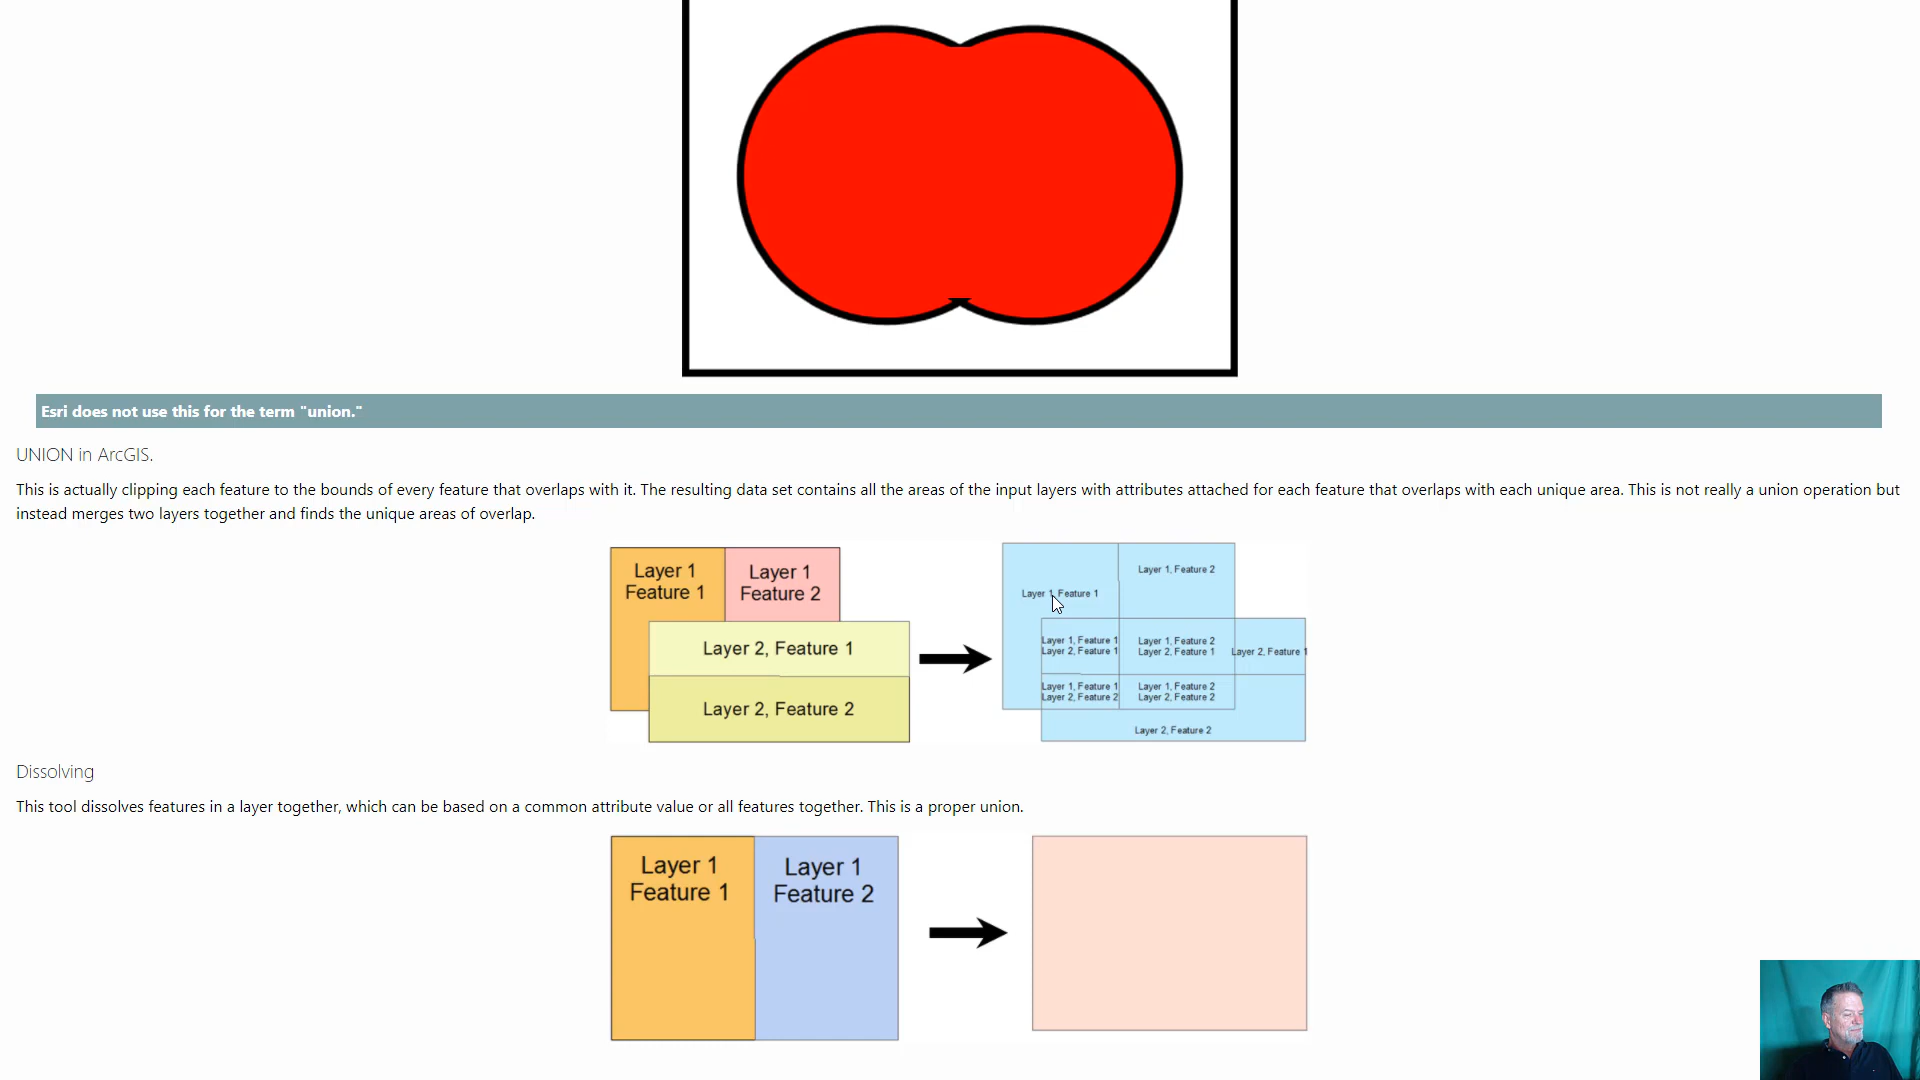 Esri does not use this for the term "union."
UNION in ArcGIS.
This is actually clipping each feature to the bounds of every feature that overlaps with it. The resulting data set contains all the areas of the input layers with attributes attached for each feature that overlaps with each unique area. This is not really a union operation but
instead merges two layers together and finds the unique areas of overlap.
Layer 1
Feature 1
Layer 1
Feature 2
Layer 2, Feature 1
Layer 2, Feature 2
Layer 1, Feature 2
Layer 1, Feature 1
Layer 1, Feature 1
Layer 2, Feature 1
Layer 1, Feature 2
Layer 2, Feature 1
Layer 2, Feature 1
Layer 1, Feature 1
Layer 2, Feature 2
Layer 1, Feature 2
Layer 2, Feature 2
Layer 2, Feature 2
Dissolving
This tool dissolves features in a layer together, which can be based on a common attribute value or all features together. This is a proper union.
Layer 1
Feature 1
Layer 1
Feature 2